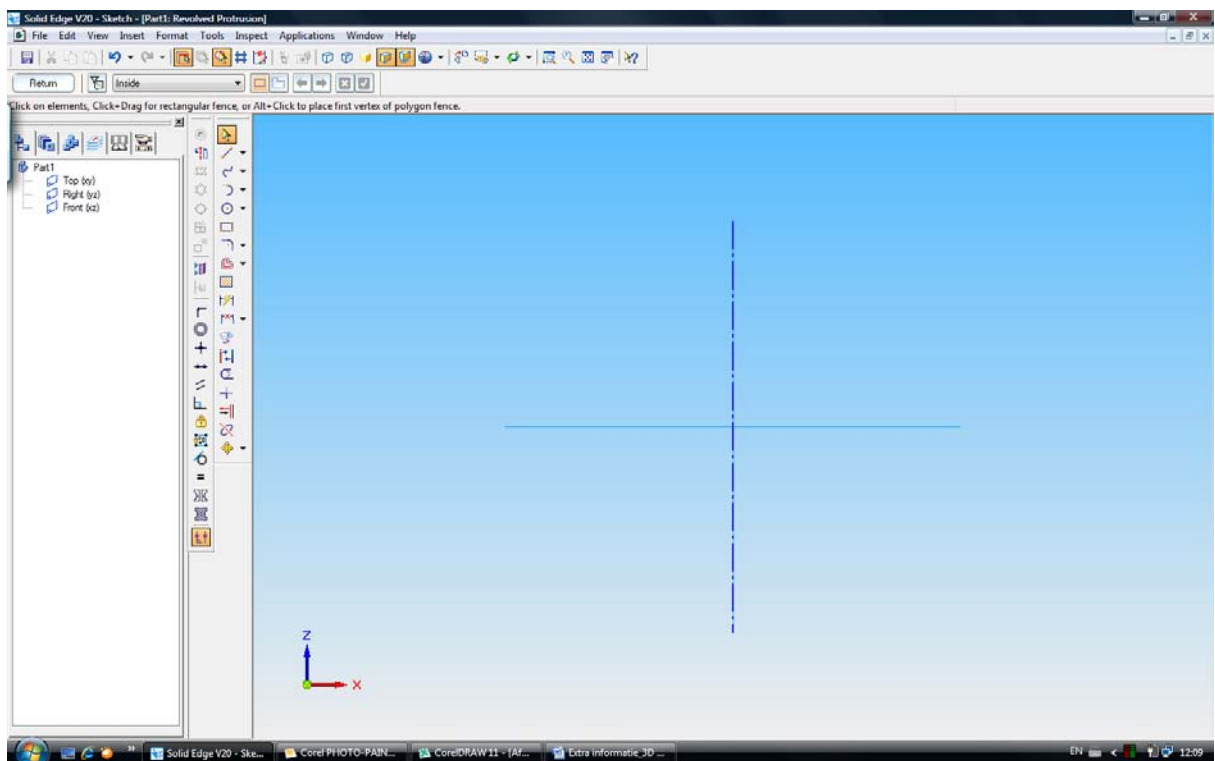 Solid Edge V20 - Sketch - [Part1: Revolved Protrusion]
File Edit View Insert Format Tools Inspect Applications Window Help
Return Inside
Click on elements, Click+Drag for rectangular fence, or Alt+Click to place first vertex of polygon fence.
Part1
Top (xy)
Right (yz)
Front (xz)
Z
X
Solid Edge V20 - Ske... Corel PHOTO-PAIN... CorelDRAW 11 - [Af... Extra informatie_3D ... EN 12:09